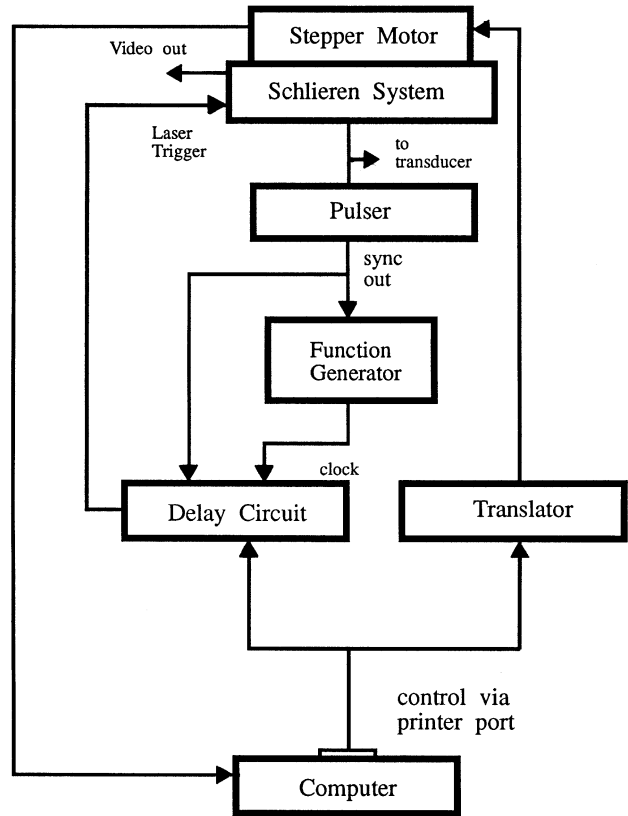 Stepper Motor
Video out
Schlieren System
Laser
Trigger
to
transducer
Pulser
sync
out
Function
Generator
clock
Delay Circuit
Translator
control via
printer port
Computer